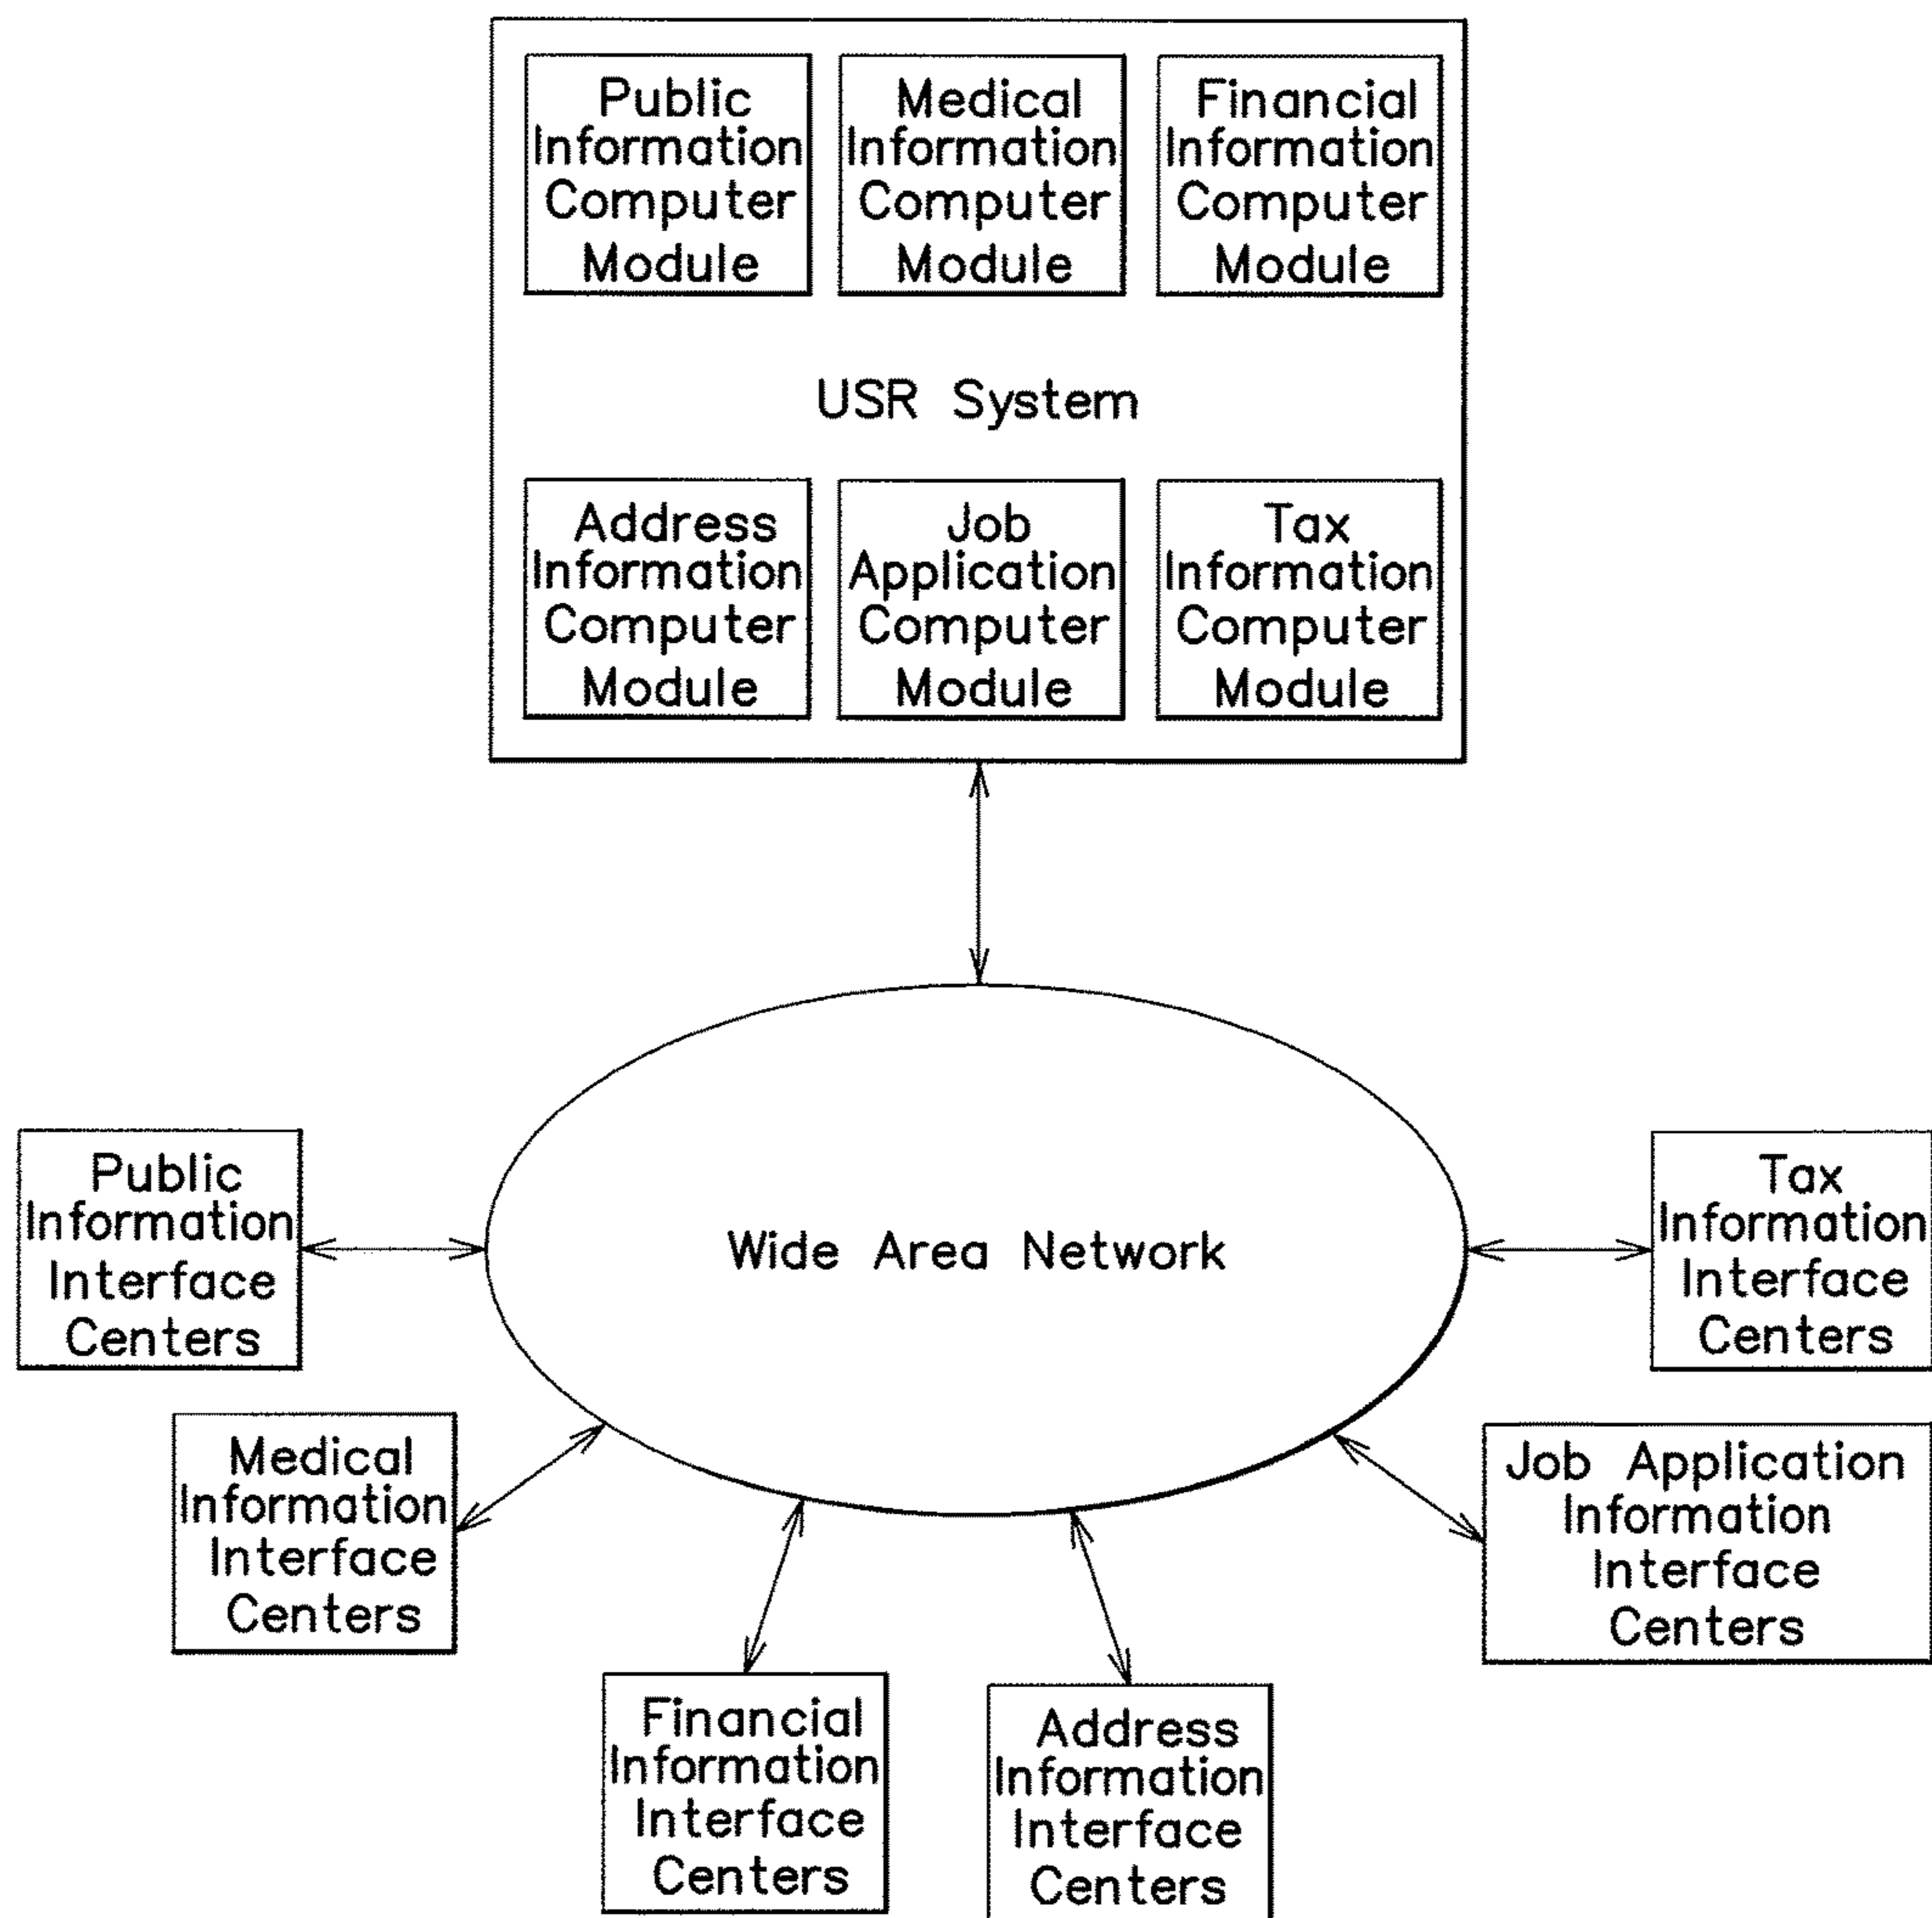 Public
Information
Computer
Module
Medical
Information
Computer
Module
Financial
Information
Computer
Module
USR System
Address
Information
Computer
Module
Job
Application
Computer
Module
Tax
Information
Computer
Module
Wide Area Network
Public
Information
Interface
Centers
Tax
Information
Interface
Centers
Medical
Information
Interface
Centers
Job Application
Information
Interface
Centers
Financial
Information
Interface
Centers
Address
Information
Interface
Centers